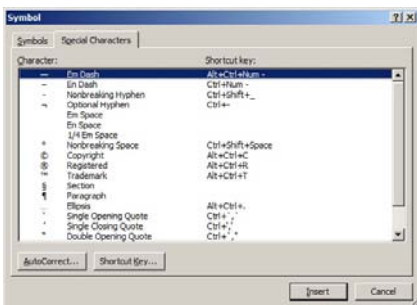 Symbol
Symbols Special Characters
Character: Shortcut key:
— Em Dash Alt+Ctrl+Num -
– En Dash Ctrl+Num -
- Nonbreaking Hyphen Ctrl+Shift+_
¬ Optional Hyphen Ctrl+-
Em Space
En Space
1/4 Em Space
° Nonbreaking Space Ctrl+Shift+Space
© Copyright Alt+Ctrl+C
® Registered Alt+Ctrl+R
™ Trademark Alt+Ctrl+T
§ Section
¶ Paragraph
… Ellipsis Alt+Ctrl+.
‘ Single Opening Quote Ctrl+`,`
’ Single Closing Quote Ctrl+','
“ Double Opening Quote Ctrl+`,"
AutoCorrect... Shortcut Key...
Insert Cancel